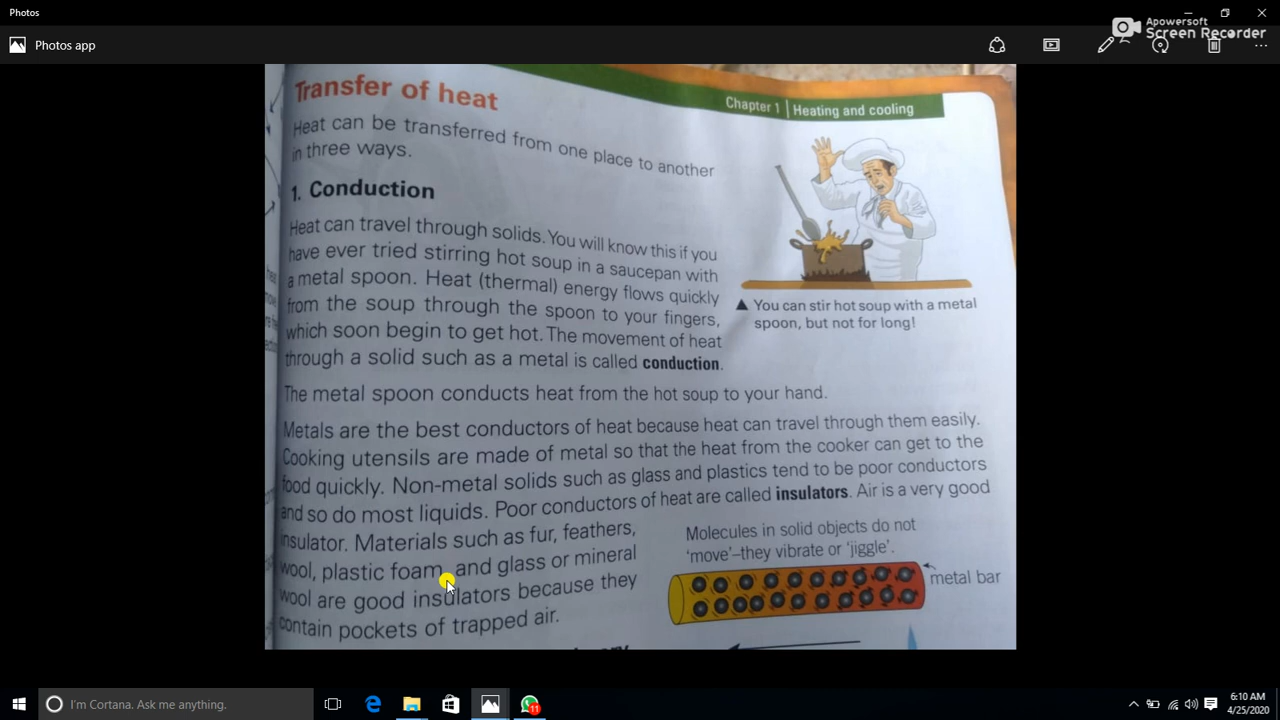 Photos
Photos app
Apowersoft
Screen Recorder
Transfer of heat
Chapter 1 | Heating and cooling
Heat can be transferred from one place to another
in three ways.
1. Conduction
Heat can travel through solids. You will know this if you
have ever tried stirring hot soup in a saucepan with
a metal spoon. Heat (thermal) energy flows quickly
from the soup through the spoon to your fingers,
which soon begin to get hot. The movement of heat
through a solid such as a metal is called conduction.
▲ You can stir hot soup with a metal
spoon, but not for long!
The metal spoon conducts heat from the hot soup to your hand.
Metals are the best conductors of heat because heat can travel through them easily.
Cooking utensils are made of metal so that the heat from the cooker can get to the
food quickly. Non-metal solids such as glass and plastics tend to be poor conductors
and so do most liquids. Poor conductors of heat are called insulators. Air is a very good
insulator. Materials such as fur, feathers,
wool, plastic foam, and glass or mineral
wool are good insulators because they
contain pockets of trapped air.
Molecules in solid objects do not
'move'–they vibrate or 'jiggle'.
metal bar
I'm Cortana. Ask me anything.
11
6:10 AM
4/25/2020